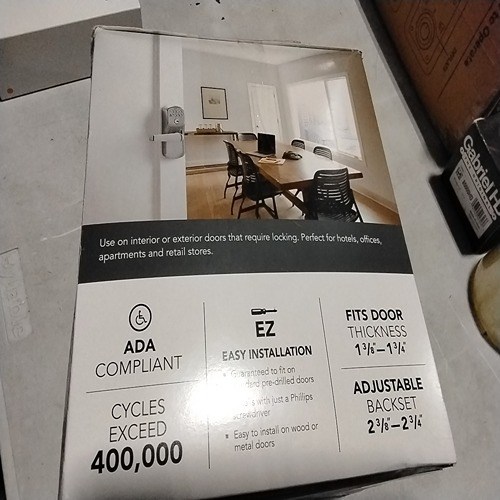 Use on interior or exterior doors that require locking. Perfect for hotels, offices,
apartments and retail stores.
ADA
COMPLIANT
CYCLES
EXCEED
400,000
EZ
EASY INSTALLATION
Guaranteed to fit on
pre-drilled doors
with just a Phillips
screwdriver
Easy to install on wood or
metal doors
FITS DOOR
THICKNESS
1 3/8"–1 3/4"
ADJUSTABLE
BACKSET
2 3/8"–2 3/4"
Gabriel